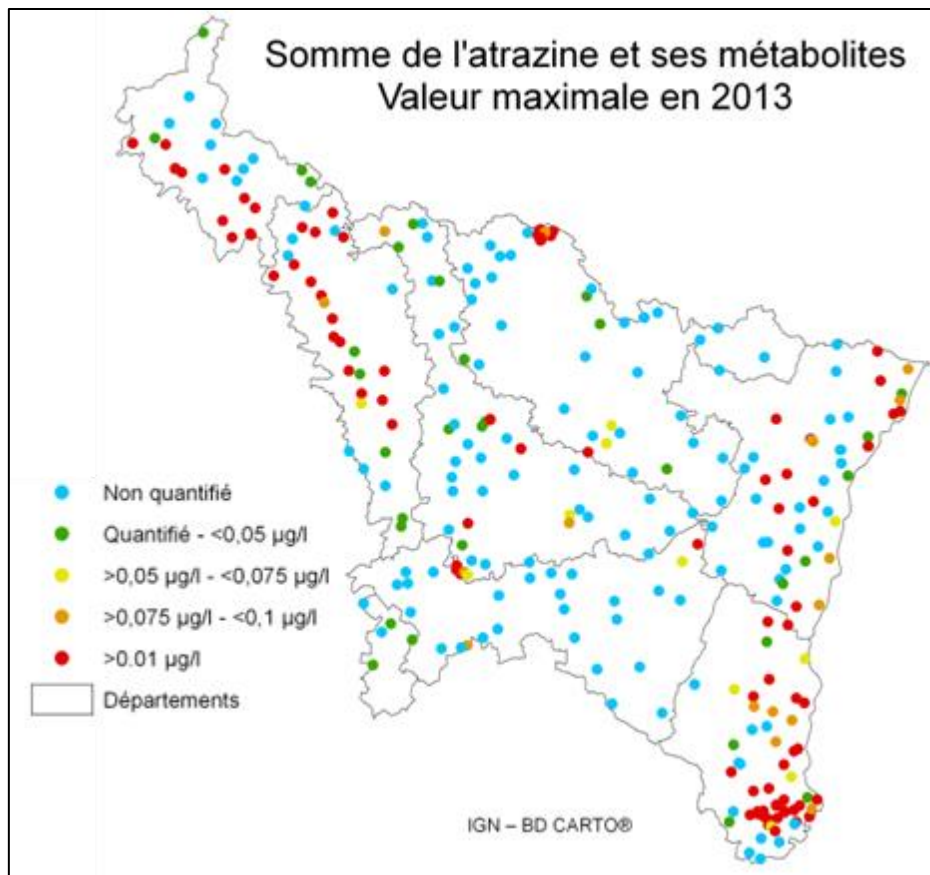 Somme de l'atrazine et ses métabolites
Valeur maximale en 2013
Non quantifié
Quantifié - <0,05 µg/l
>0,05 µg/l - <0,075 µg/l
>0,075 µg/l - <0,1 µg/l
>0.01 µg/l
Départements
IGN – BD CARTO®